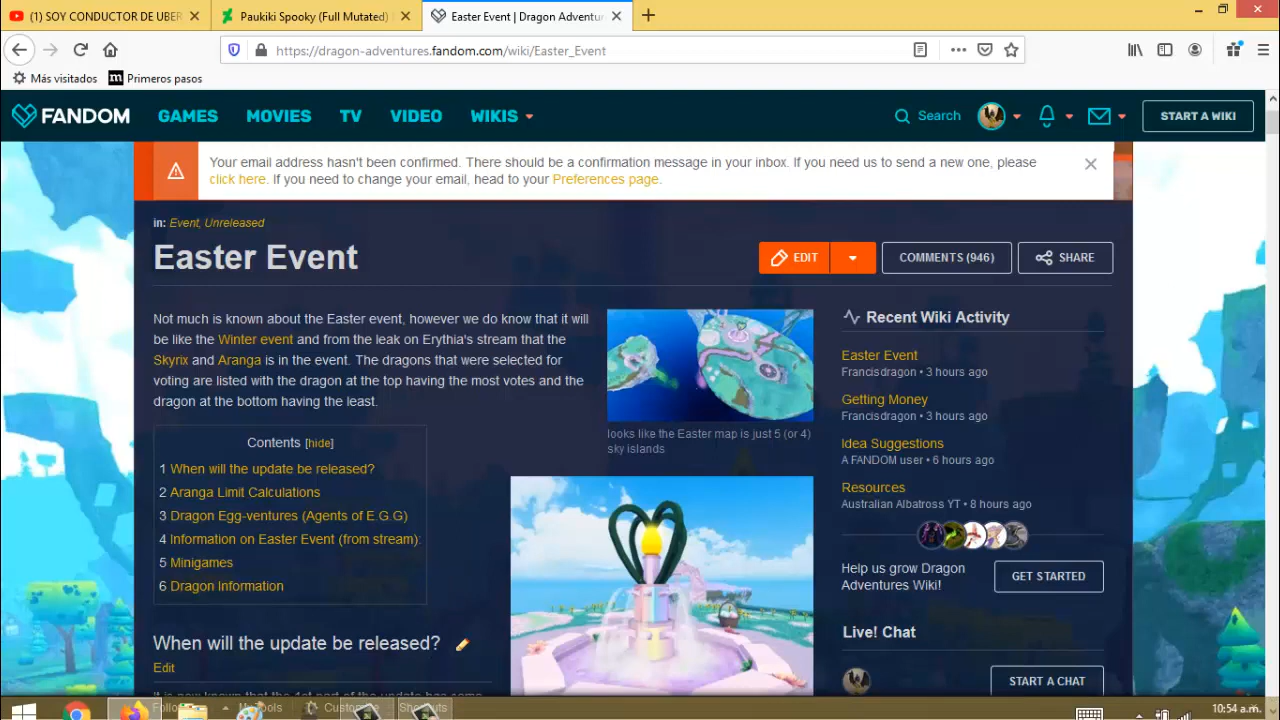 (1) SOY CONDUCTOR DE UBER
Paukiki Spooky (Full Mutated)
Easter Event | Dragon Adventu
https://dragon-adventures.fandom.com/wiki/Easter_Event
Más visitados
m Primeros pasos
FANDOM
GAMES
MOVIES
TV
VIDEO
WIKIS
Search
START A WIKI
Your email address hasn't been confirmed. There should be a confirmation message in your inbox. If you need us to send a new one, please
click here. If you need to change your email, head to your Preferences page.
in: Event, Unreleased
Easter Event
EDIT
COMMENTS (946)
SHARE
Not much is known about the Easter event, however we do know that it will
be like the Winter event and from the leak on Erythia's stream that the
Skyrix and Aranga is in the event. The dragons that were selected for
voting are listed with the dragon at the top having the most votes and the
dragon at the bottom having the least.
looks like the Easter map is just 5 (or 4)
sky islands
Contents [hide]
1 When will the update be released?
2 Aranga Limit Calculations
3 Dragon Egg-ventures (Agents of E.G.G)
4 Information on Easter Event (from stream):
5 Minigames
6 Dragon Information
When will the update be released?
Edit
Recent Wiki Activity
Easter Event
Francisdragon • 3 hours ago
Getting Money
Francisdragon • 3 hours ago
Idea Suggestions
A FANDOM user • 6 hours ago
Resources
Australian Albatross YT • 8 hours ago
Help us grow Dragon
Adventures Wiki!
GET STARTED
Live! Chat
START A CHAT
10:54 a.m.